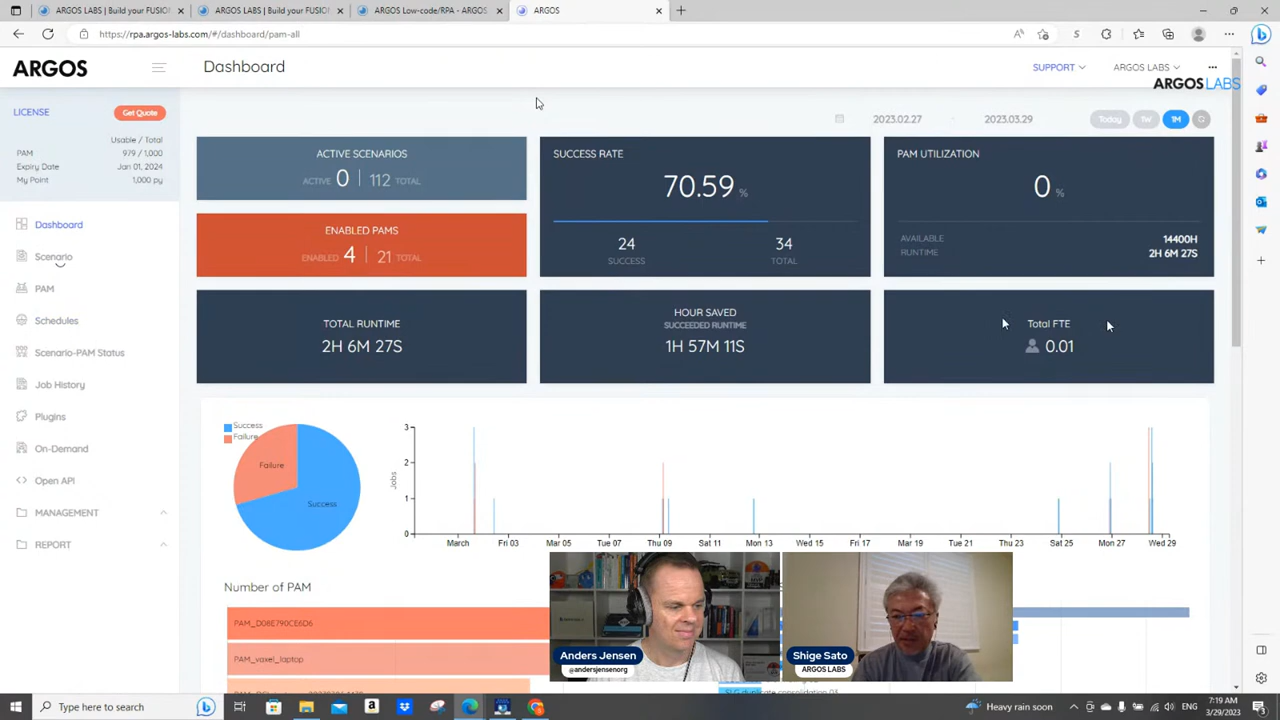 ARGOS LABS | Build your FUSION
ARGOS LABS | Build your FUSION
ARGOS Low-code/RPA - ARGOS
ARGOS
https://rpa.argos-labs.com/#/dashboard/pam-all
ARGOS
Dashboard
SUPPORT
ARGOS LABS
ARGOS LABS
LICENSE
Get Quote
Usable / Total
PAM 979 / 1,000
Expiry Date Jan 01, 2024
My Point 1,000 py
2023.02.27
2023.03.29
Today
1W
1M
Dashboard
Scenario
PAM
Schedules
Scenario-PAM Status
Job History
Plugins
On-Demand
Open API
MANAGEMENT
REPORT
ACTIVE SCENARIOS
ACTIVE 0 | 112 TOTAL
ENABLED PAMS
ENABLED 4 | 21 TOTAL
SUCCESS RATE
70.59 %
24 34
SUCCESS TOTAL
PAM UTILIZATION
0 %
AVAILABLE 14400H
RUNTIME 2H 6M 27S
TOTAL RUNTIME
2H 6M 27S
HOUR SAVED
SUCCEEDED RUNTIME
1H 57M 11S
Total FTE
0.01
Success
Failure
Failure
Success
Jobs
3
2
1
0
March Fri 03 Mar 05 Tue 07 Thu 09 Sat 11 Mon 13 Wed 15 Fri 17 Mar 19 Tue 21 Thu 23 Sat 25 Mon 27 Wed 29
Number of PAM
PAM_D08E790CE6D6
PAM_voxel_laptop
Anders Jensen
@andersjensenorg
Shige Sato
ARGOS LABS
Type here to search
Heavy rain soon
ENG
7:19 AM
3/29/2023